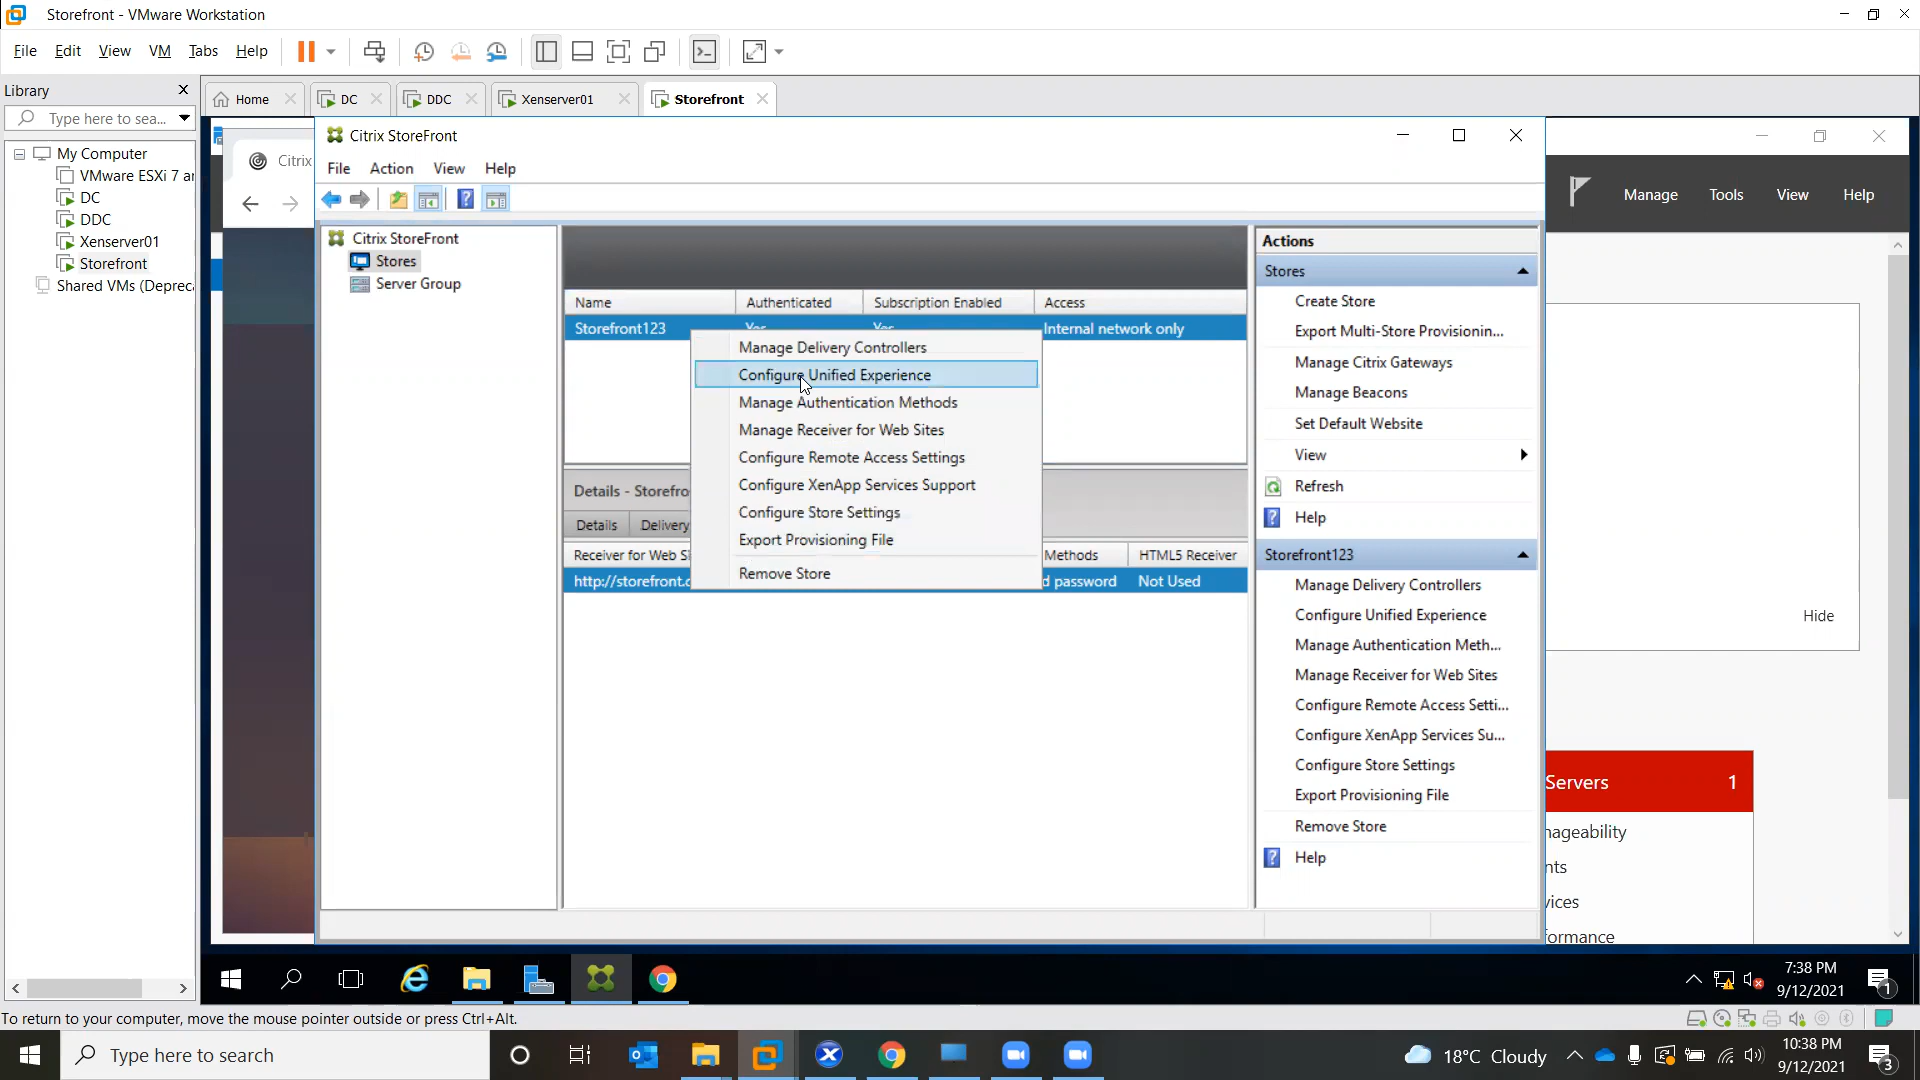 Storefront - VMware Workstation
File Edit View VM Tabs Help
Library
Type here to sea...
My Computer
VMware ESXi 7 ar
DC
DDC
Xenserver01
Storefront
Shared VMs (Depreca
Home
DC
DDC
Xenserver01
Storefront
Citrix
Citrix StoreFront
File Action View Help
Citrix StoreFront
Stores
Server Group
Name Authenticated Subscription Enabled Access
Storefront123 Yes Yes Internal network only
Manage Delivery Controllers
Configure Unified Experience
Manage Authentication Methods
Manage Receiver for Web Sites
Configure Remote Access Settings
Configure XenApp Services Support
Configure Store Settings
Export Provisioning File
Remove Store
Details - Storefro
Details Delivery
Receiver for Web Si Methods HTML5 Receiver
http://storefront.c d password Not Used
Actions
Stores
Create Store
Export Multi-Store Provisionin...
Manage Citrix Gateways
Manage Beacons
Set Default Website
View
Refresh
Help
Storefront123
Manage Delivery Controllers
Configure Unified Experience
Manage Authentication Meth...
Manage Receiver for Web Sites
Configure Remote Access Setti...
Configure XenApp Services Su...
Configure Store Settings
Export Provisioning File
Remove Store
Help
Manage Tools View Help
Hide
Servers 1
nageability
nts
vices
formance
7:38 PM
9/12/2021
1
To return to your computer, move the mouse pointer outside or press Ctrl+Alt.
Type here to search
18°C Cloudy
10:38 PM
9/12/2021
3